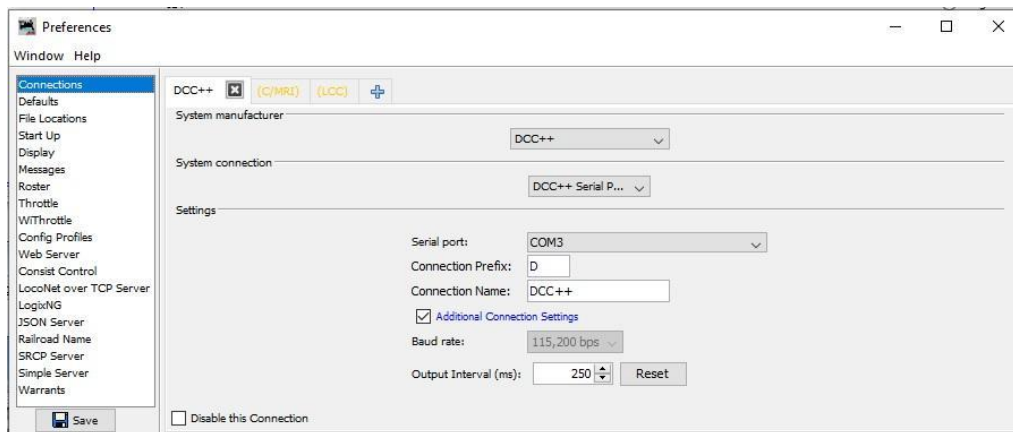 Preferences
Window Help
Connections
Defaults
File Locations
Start Up
Display
Messages
Roster
Throttle
WiThrottle
Config Profiles
Web Server
Consist Control
LocoNet over TCP Server
LogixNG
JSON Server
Railroad Name
SRCP Server
Simple Server
Warrants
Save
DCC++ (C/MRI) (LCC)
System manufacturer
DCC++
System connection
DCC++ Serial P...
Settings
Serial port: COM3
Connection Prefix: D
Connection Name: DCC++
Additional Connection Settings
Baud rate: 115,200 bps
Output Interval (ms): 250 Reset
Disable this Connection